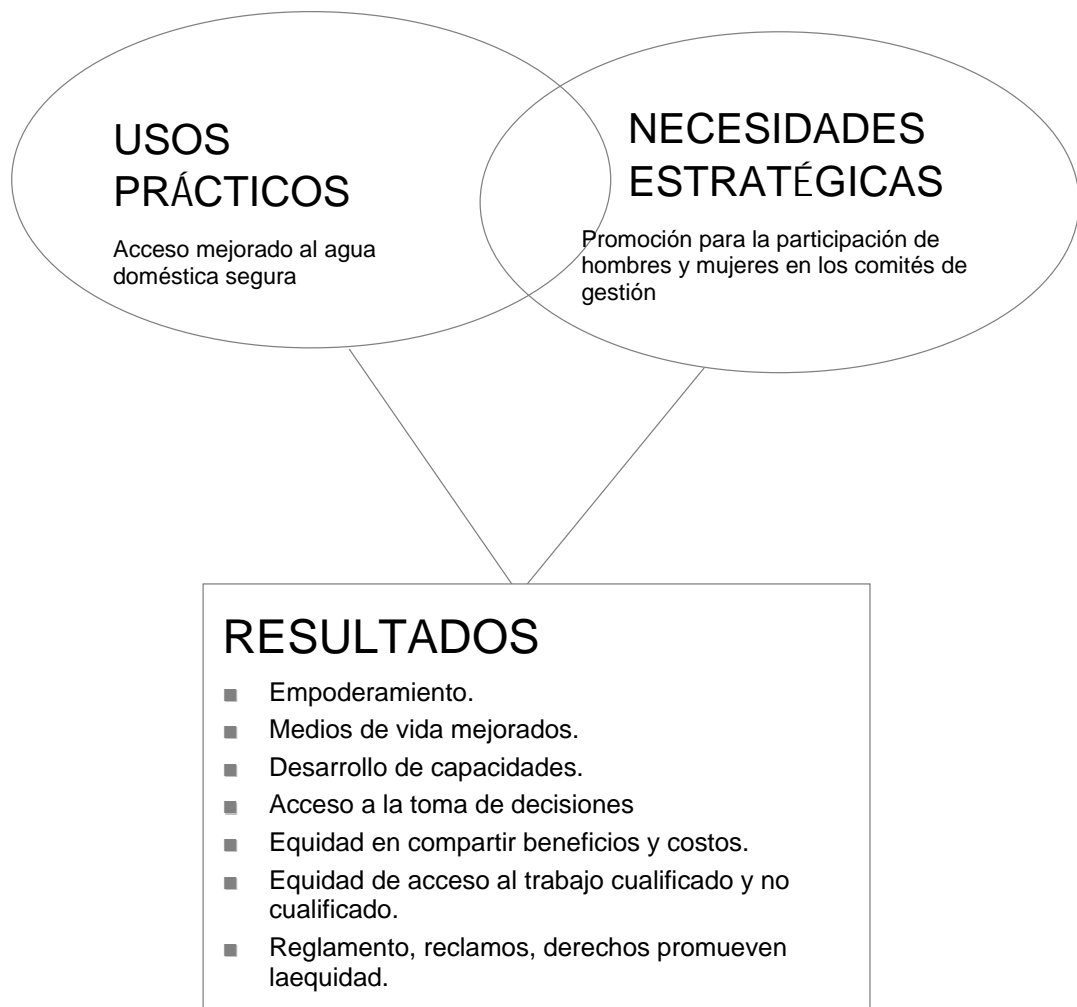 USOS
PRÁCTICOS
Acceso mejorado al agua
doméstica segura
NECESIDADES
ESTRATÉGICAS
Promoción para la participación de
hombres y mujeres en los comités de
gestión
RESULTADOS
Empoderamiento.
Medios de vida mejorados.
Desarrollo de capacidades.
Acceso a la toma de decisiones
Equidad en compartir beneficios y costos.
Equidad de acceso al trabajo cualificado y no
cualificado.
Reglamento, reclamos, derechos promueven
laequidad.